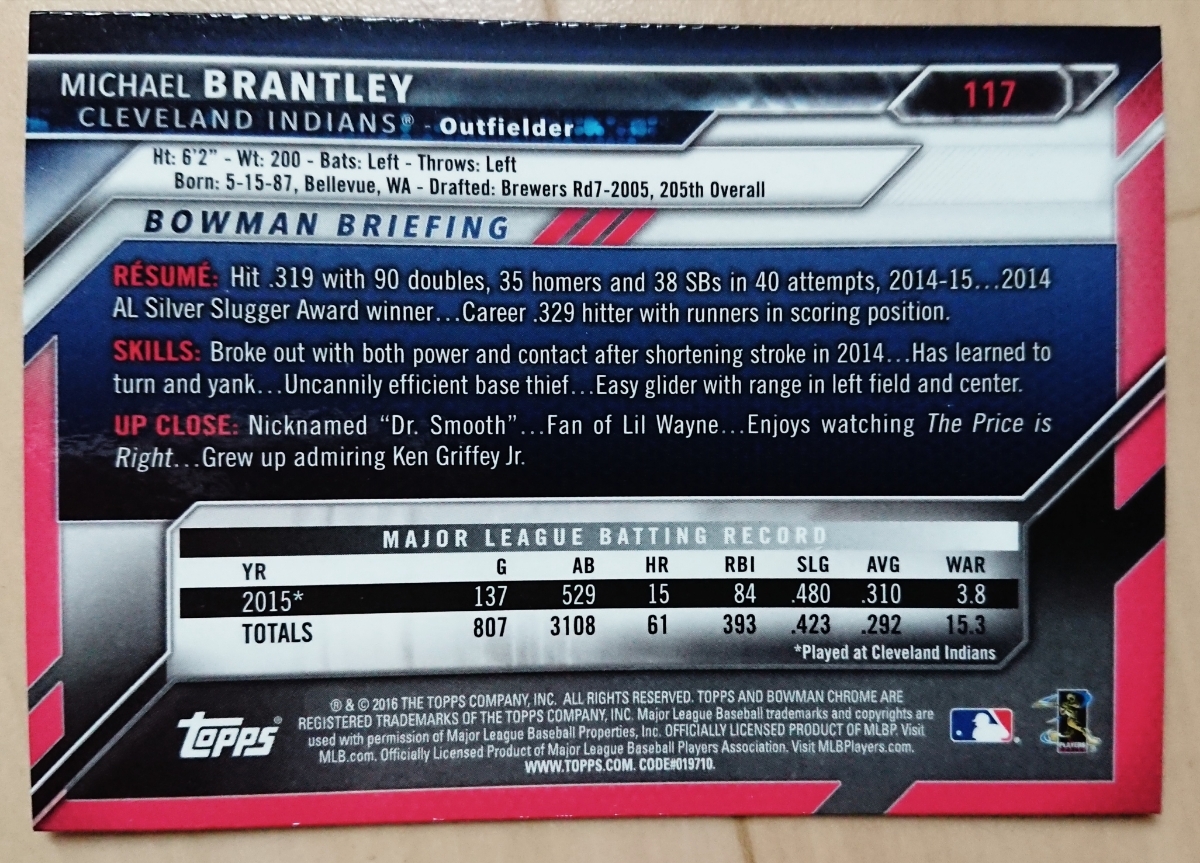 MICHAEL BRANTLEY
117
CLEVELAND INDIANS® - Outfielder
Ht: 6'2" - Wt: 200 - Bats: Left - Throws: Left
Born: 5-15-87, Bellevue, WA - Drafted: Brewers Rd7-2005, 205th Overall
BOWMAN BRIEFING
RÉSUMÉ: Hit .319 with 90 doubles, 35 homers and 38 SBs in 40 attempts, 2014-15...2014
AL Silver Slugger Award winner...Career .329 hitter with runners in scoring position.
SKILLS: Broke out with both power and contact after shortening stroke in 2014...Has learned to
turn and yank...Uncannily efficient base thief...Easy glider with range in left field and center.
UP CLOSE: Nicknamed “Dr. Smooth”...Fan of Lil Wayne...Enjoys watching The Price is
Right...Grew up admiring Ken Griffey Jr.
MAJOR LEAGUE BATTING RECORD
YR G AB HR RBI SLG AVG WAR
2015* 137 529 15 84 .480 .310 3.8
TOTALS 807 3108 61 393 .423 .292 15.3
*Played at Cleveland Indians
® & © 2016 THE TOPPS COMPANY, INC. ALL RIGHTS RESERVED. TOPPS AND BOWMAN CHROME ARE
REGISTERED TRADEMARKS OF THE TOPPS COMPANY, INC. Major League Baseball trademarks and copyrights are
used with permission of Major League Baseball Properties, Inc. OFFICIALLY LICENSED PRODUCT OF MLBP. Visit
MLB.com. Officially Licensed Product of Major League Baseball Players Association. Visit MLBPlayers.com.
WWW.TOPPS.COM. CODE#019710.
Topps®
PLAYERS